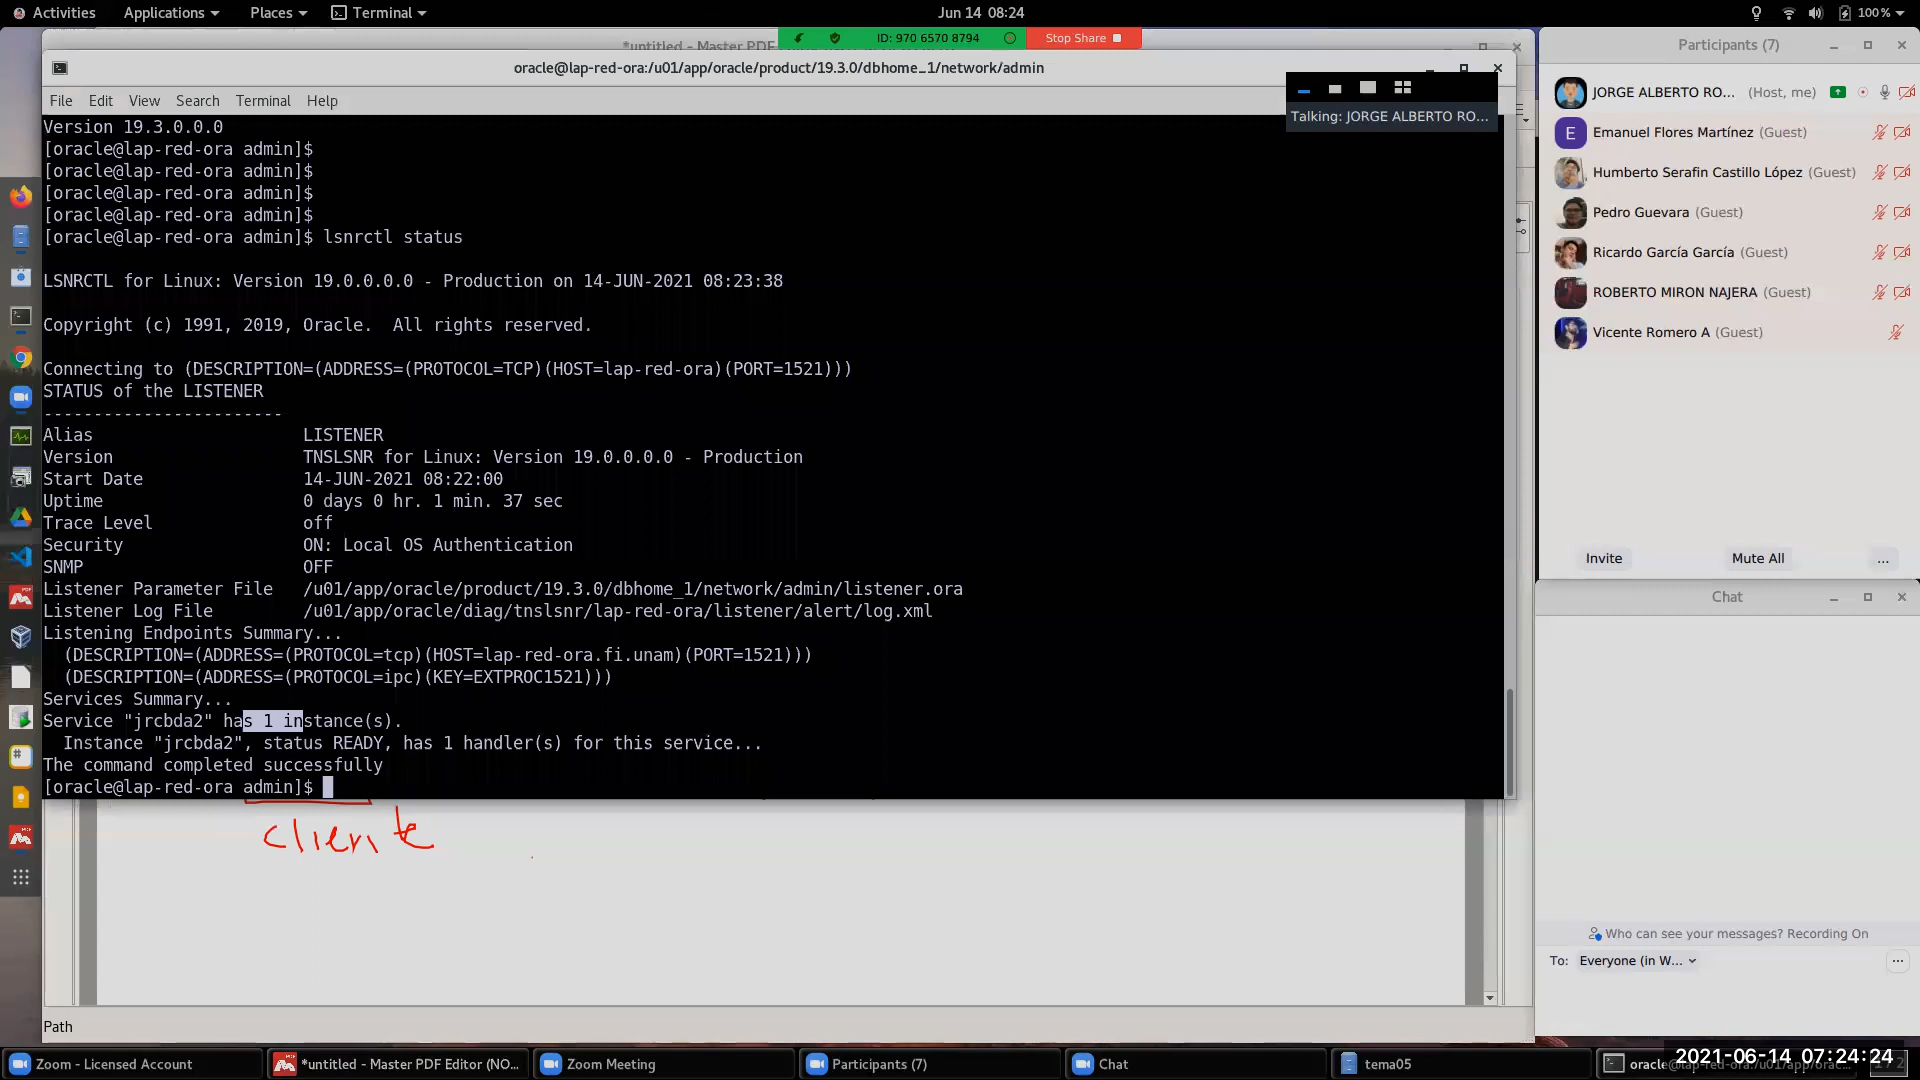 Activities Applications Places Terminal Jun 14 08:24 100%
*untitled - Master PDF
ID: 970 6570 8794 Stop Share
oracle@lap-red-ora:/u01/app/oracle/product/19.3.0/dbhome_1/network/admin
File Edit View Search Terminal Help
Talking: JORGE ALBERTO RO...
Version 19.3.0.0.0
[oracle@lap-red-ora admin]$
[oracle@lap-red-ora admin]$
[oracle@lap-red-ora admin]$
[oracle@lap-red-ora admin]$
[oracle@lap-red-ora admin]$ lsnrctl status
LSNRCTL for Linux: Version 19.0.0.0.0 - Production on 14-JUN-2021 08:23:38
Copyright (c) 1991, 2019, Oracle.  All rights reserved.
Connecting to (DESCRIPTION=(ADDRESS=(PROTOCOL=TCP)(HOST=lap-red-ora)(PORT=1521)))
STATUS of the LISTENER
------------------------
Alias                     LISTENER
Version                   TNSLSNR for Linux: Version 19.0.0.0.0 - Production
Start Date                14-JUN-2021 08:22:00
Uptime                    0 days 0 hr. 1 min. 37 sec
Trace Level               off
Security                  ON: Local OS Authentication
SNMP                      OFF
Listener Parameter File   /u01/app/oracle/product/19.3.0/dbhome_1/network/admin/listener.ora
Listener Log File         /u01/app/oracle/diag/tnslsnr/lap-red-ora/listener/alert/log.xml
Listening Endpoints Summary...
(DESCRIPTION=(ADDRESS=(PROTOCOL=tcp)(HOST=lap-red-ora.fi.unam)(PORT=1521)))
(DESCRIPTION=(ADDRESS=(PROTOCOL=ipc)(KEY=EXTPROC1521)))
Services Summary...
Service "jrcbda2" has 1 instance(s).
Instance "jrcbda2", status READY, has 1 handler(s) for this service...
The command completed successfully
[oracle@lap-red-ora admin]$
cliente
Path
Participants (7)
JORGE ALBERTO RO... (Host, me)
E Emanuel Flores Martínez (Guest)
Humberto Serafin Castillo López (Guest)
Pedro Guevara (Guest)
Ricardo García García (Guest)
ROBERTO MIRON NAJERA (Guest)
Vicente Romero A (Guest)
Invite Mute All ...
Chat
Who can see your messages? Recording On
To: Everyone (in W...
Zoom - Licensed Account *untitled - Master PDF Editor (NO... Zoom Meeting Participants (7) Chat tema05
2021-06-14 07:24:24